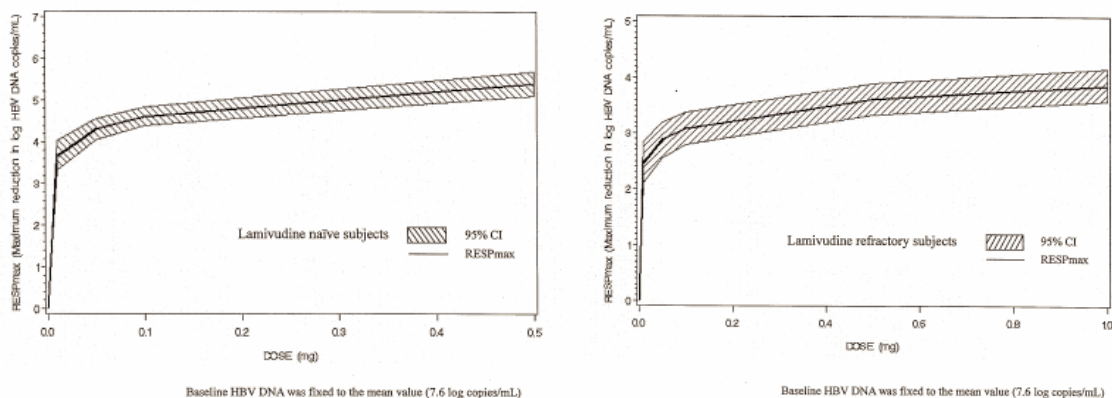 RESPmax (Maximum reduction in log HBV DNA copies/mL)
7
6
5
4
3
2
1
0
Lamivudine naïve subjects
95% CI
RESPmax
0.0
0.1
0.2
0.3
0.4
0.5
DOSE (mg)
Baseline HBV DNA was fixed to the mean value (7.6 log copies/mL)
RESPmax (Maximum reduction in log HBV DNA copies/mL)
5
4
3
2
1
0
Lamivudine refractory subjects
95% CI
RESPmax
0.0
0.2
0.4
0.6
0.8
1.0
DOSE (mg)
Baseline HBV DNA was fixed to the mean value (7.6 log copies/mL)